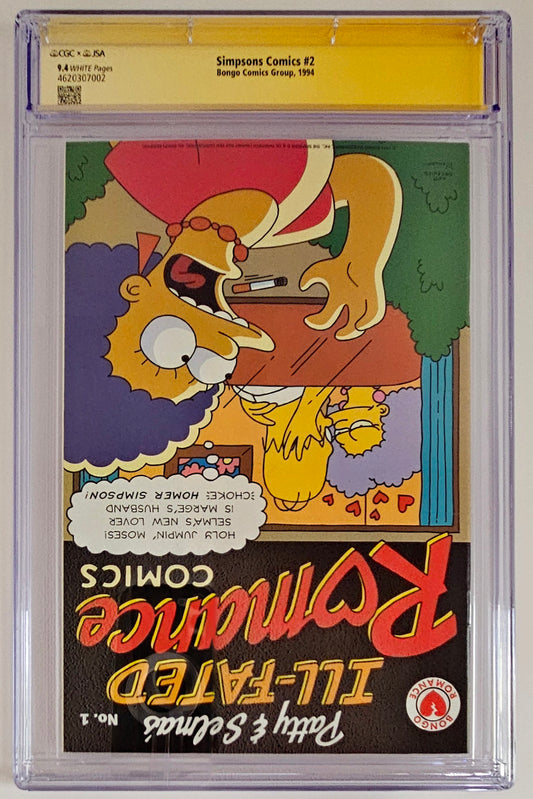 CGC × JSA
9.4 WHITE Pages
4620307002
Simpsons Comics #2
Bongo Comics Group, 1994
Patty & Selma's
No. 1
ILL-FATED
Romance
COMICS
BONGO
ROMANCE
HOLY JUMPIN' MOSES!
SELMA'S NEW LOVER
IS MARGE'S HUSBAND
:CHOKE: HOMER SIMPSON!